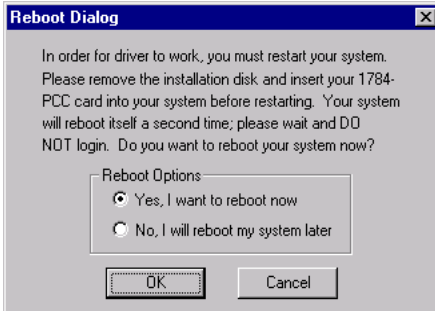 Reboot Dialog
In order for driver to work, you must restart your system.
Please remove the installation disk and insert your 1784-
PCC card into your system before restarting. Your system
will reboot itself a second time; please wait and DO
NOT login. Do you want to reboot your system now?
Reboot Options
Yes, I want to reboot now
No, I will reboot my system later
OK
Cancel